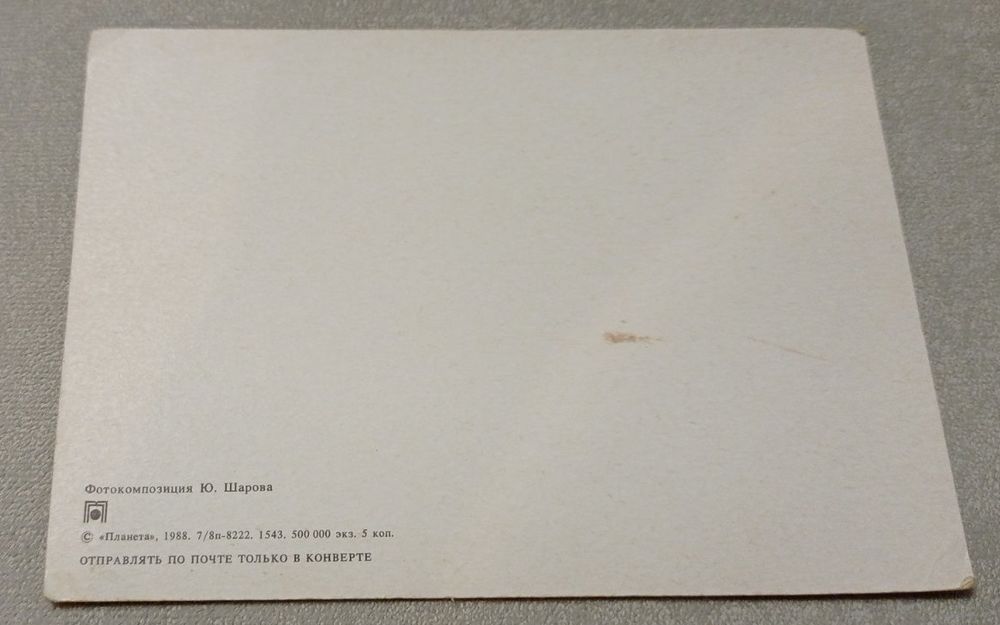 Фотокомпозиция Ю. Шарова
© «Планета», 1988. 7/8п-8222. 1543. 500 000 экз. 5 коп.
ОТПРАВЛЯТЬ ПО ПОЧТЕ ТОЛЬКО В КОНВЕРТЕ